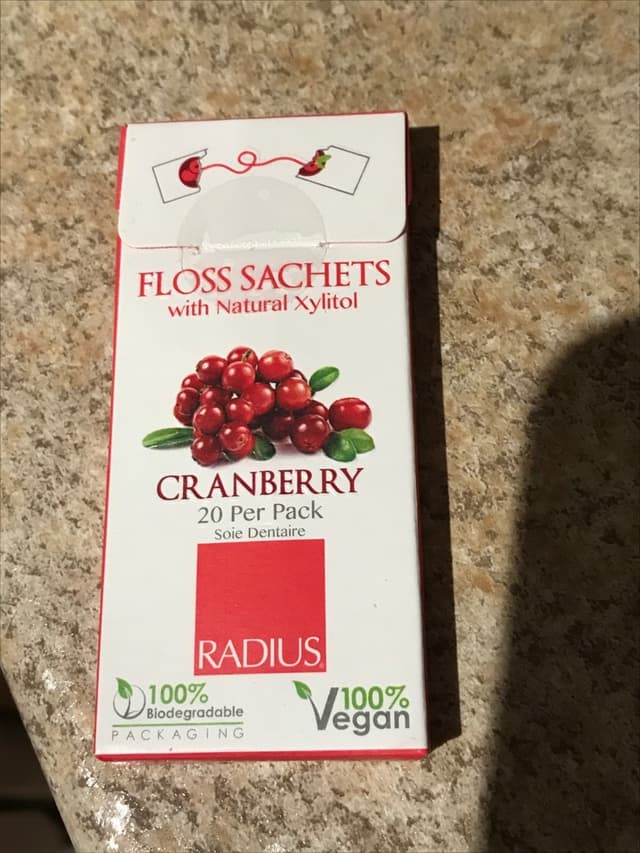 FLOSS SACHETS
with Natural Xylitol
CRANBERRY
20 Per Pack
Soie Dentaire
RADIUS
100%
Biodegradable
PACKAGING
100%
Vegan